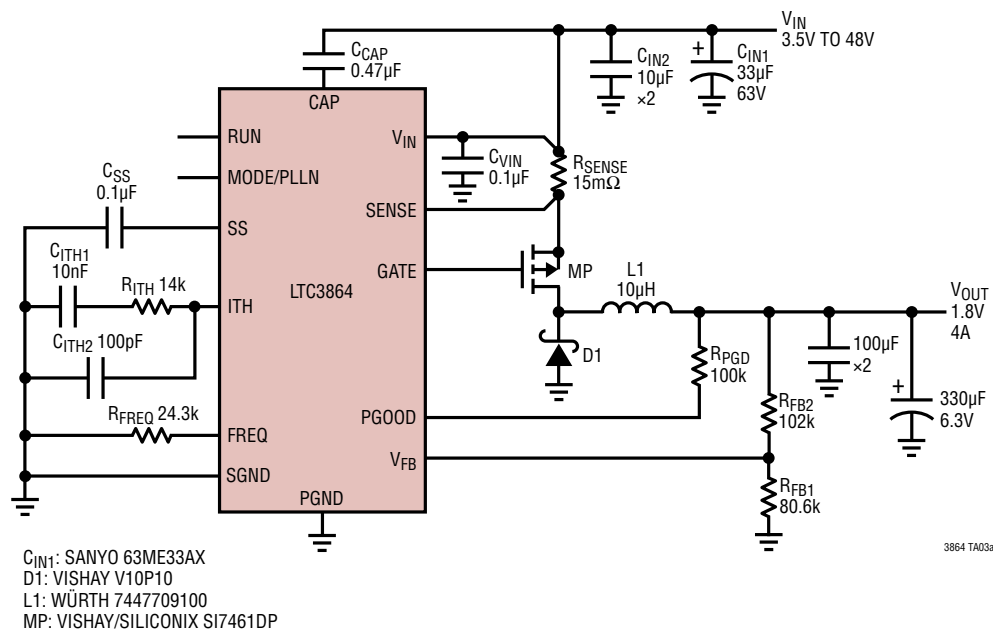 VIN
3.5V TO 48V
CCAP
0.47µF
CIN2
10µF
×2
+
CIN1
33µF
63V
CAP
RUN
VIN
CVIN
0.1µF
RSENSE
15mΩ
MODE/PLLN
CSS
0.1µF
SENSE
SS
CITH1
10nF
RITH 14k
GATE
MP
L1
10µH
LTC3864
ITH
VOUT
1.8V
4A
CITH2 100pF
D1
RPGD
100k
100µF
×2
+
330µF
6.3V
RFREQ 24.3k
PGOOD
RFB2
102k
FREQ
VFB
SGND
RFB1
80.6k
PGND
3864 TA03a
CIN1: SANYO 63ME33AX
D1: VISHAY V10P10
L1: WÜRTH 7447709100
MP: VISHAY/SILICONIX SI7461DP